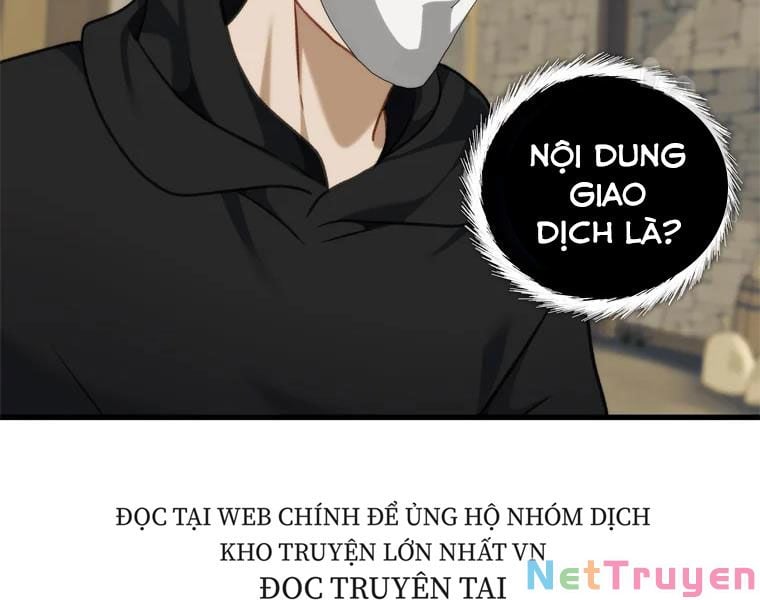 NỘI DUNG
GIAO
DỊCH LÀ?
ĐỌC TẠI WEB CHÍNH ĐỂ ỦNG HỘ NHÓM DỊCH
KHO TRUYỆN LỚN NHẤT VN
ĐỌC TRUYỆN TẠI
NetTruyen